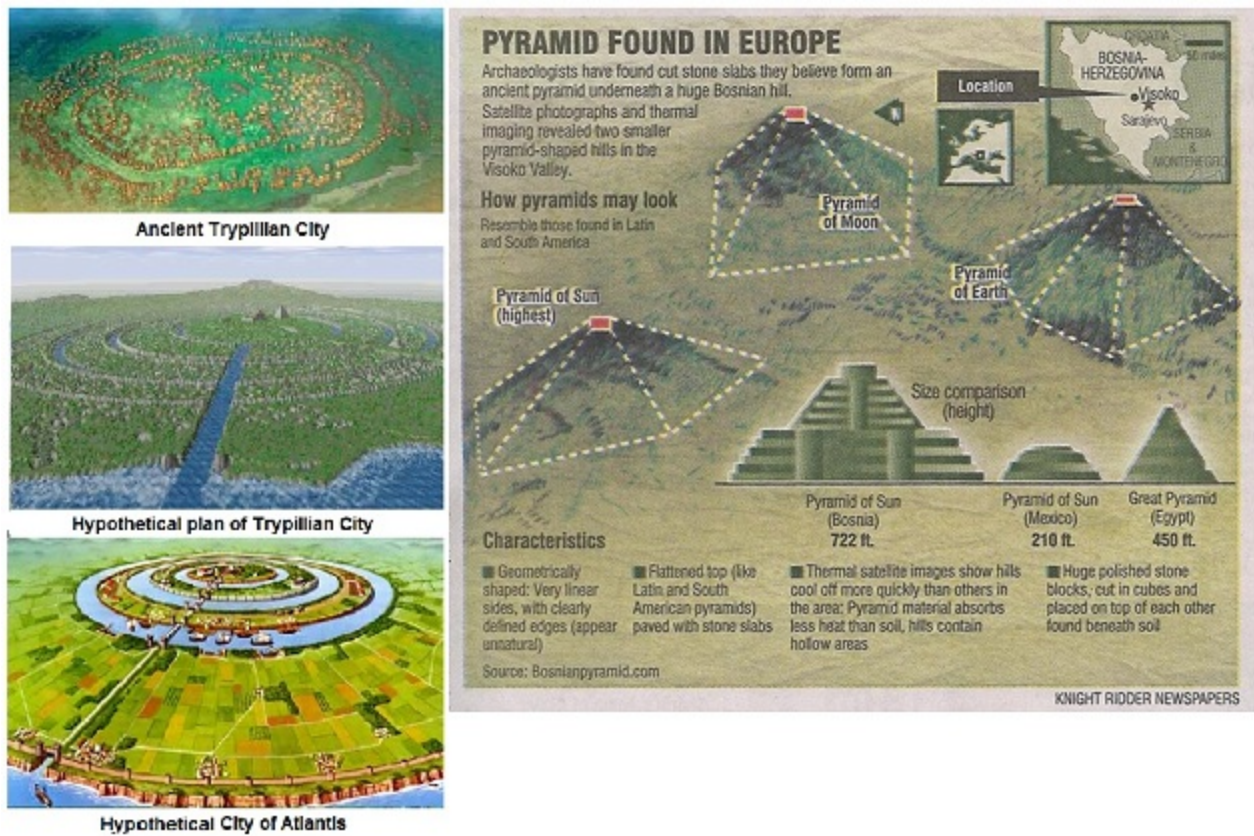 Ancient Trypillian City
Hypothetical plan of Trypillian City
Hypothetical City of Atlantis
PYRAMID FOUND IN EUROPE
Archaeologists have found cut stone slabs they believe form an
ancient pyramid underneath a huge Bosnian hill.
Satellite photographs and thermal
imaging revealed two smaller
pyramid-shaped hills in the
Visoko Valley.
How pyramids may look
Resemble those found in Latin
and South America
Location
CROATIA
50 miles
BOSNIA-
HERZEGOVINA
Visoko
Sarajevo
SERBIA
&
MONTENEGRO
N
Pyramid
of Moon
Pyramid
of Earth
Pyramid of Sun
(highest)
Size comparison
(height)
Pyramid of Sun
(Bosnia)
722 ft.
Pyramid of Sun
(Mexico)
210 ft.
Great Pyramid
(Egypt)
450 ft.
Characteristics
Geometrically
shaped: Very linear
sides, with clearly
defined edges (appear
unnatural)
Flattened top (like
Latin and South
American pyramids)
paved with stone slabs
Thermal satellite images show hills
cool off more quickly than others in
the area: Pyramid material absorbs
less heat than soil, hills contain
hollow areas
Huge polished stone
blocks, cut in cubes and
placed on top of each other
found beneath soil
Source: Bosnianpyramid.com
KNIGHT RIDDER NEWSPAPERS